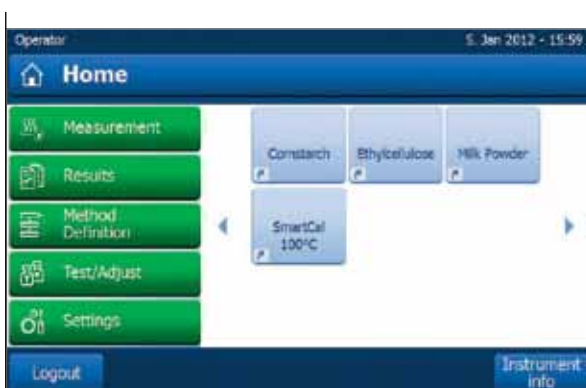 Operator
5. Jan 2012 - 15:59
Home
Measurement
Results
Method
Definition
Test/Adjust
Settings
Cornstarch
Ethylcellulose
Milk Powder
SmartCal
100°C
Logout
Instrument
info